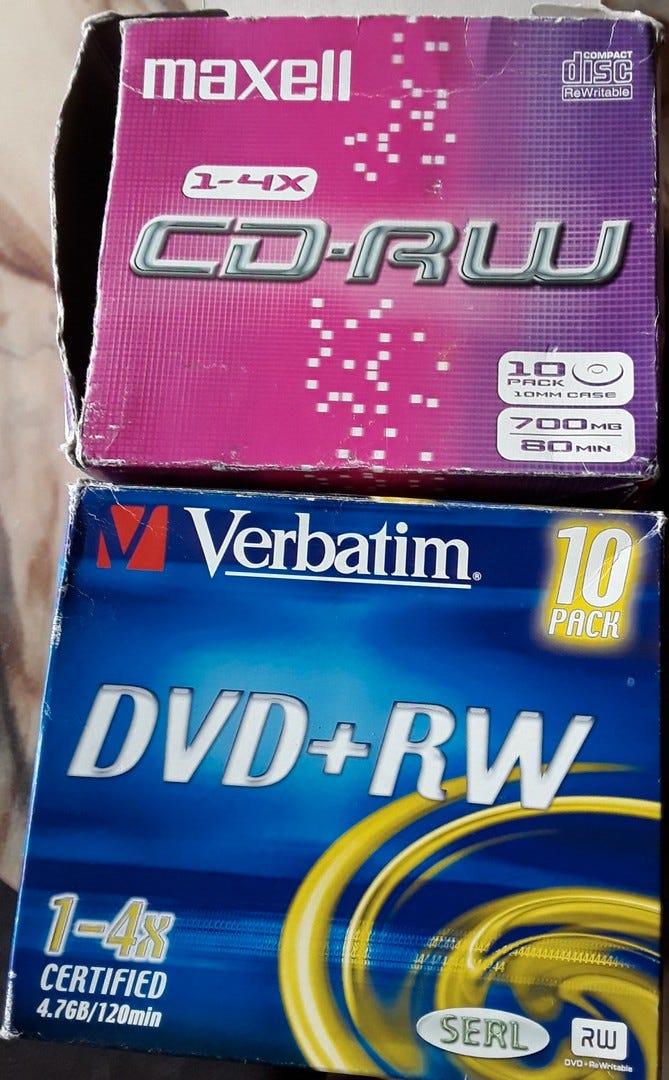 maxell
COMPACT
disc
ReWritable
1-4X
CD-RW
10
PACK
10MM CASE
700MB
80MIN
Verbatim®
10
PACK
DVD+RW
1-4x
CERTIFIED
4.7GB/120min
SERL
RW
DVD+ReWritable